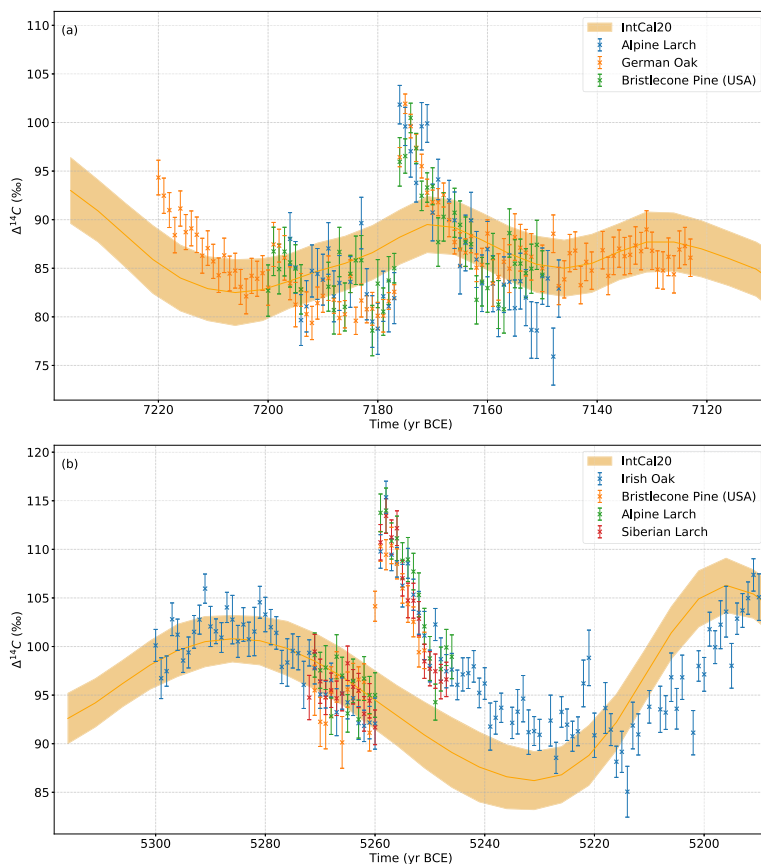 (a)
IntCal20
Alpine Larch
German Oak
Bristlecone Pine (USA)
110
105
100
95
90
85
80
75
Δ¹⁴C (‰)
7220 7200 7180 7160 7140 7120
Time (yr BCE)
(b)
IntCal20
Irish Oak
Bristlecone Pine (USA)
Alpine Larch
Siberian Larch
120
115
110
105
100
95
90
85
Δ¹⁴C (‰)
5300 5280 5260 5240 5220 5200
Time (yr BCE)